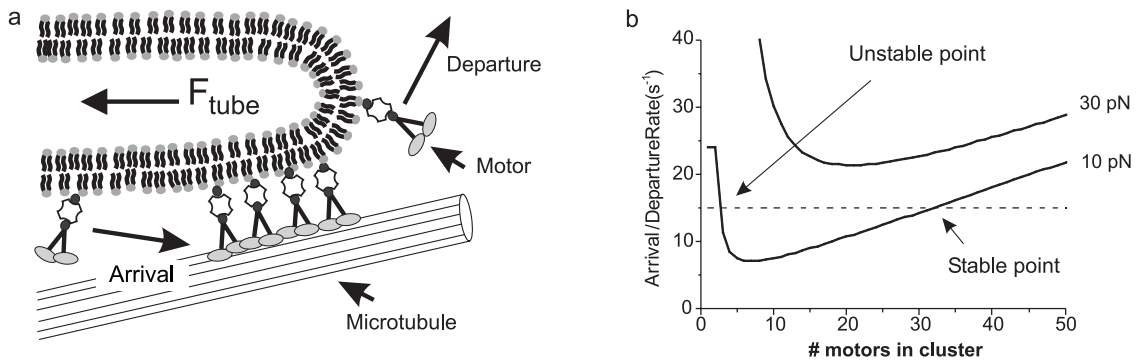 a
F_tube
Departure
Motor
Arrival
Microtubule
b
Arrival/DepartureRate(s⁻¹)
40
30
20
10
0
0
10
20
30
40
50
# motors in cluster
Unstable point
30 pN
10 pN
Stable point